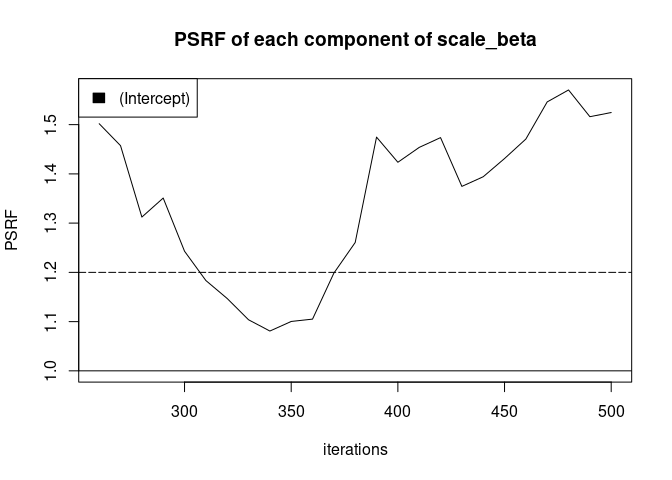 PSRF of each component of scale_beta
(Intercept)
PSRF
1.5
1.4
1.3
1.2
1.1
1.0
300 350 400 450 500
iterations